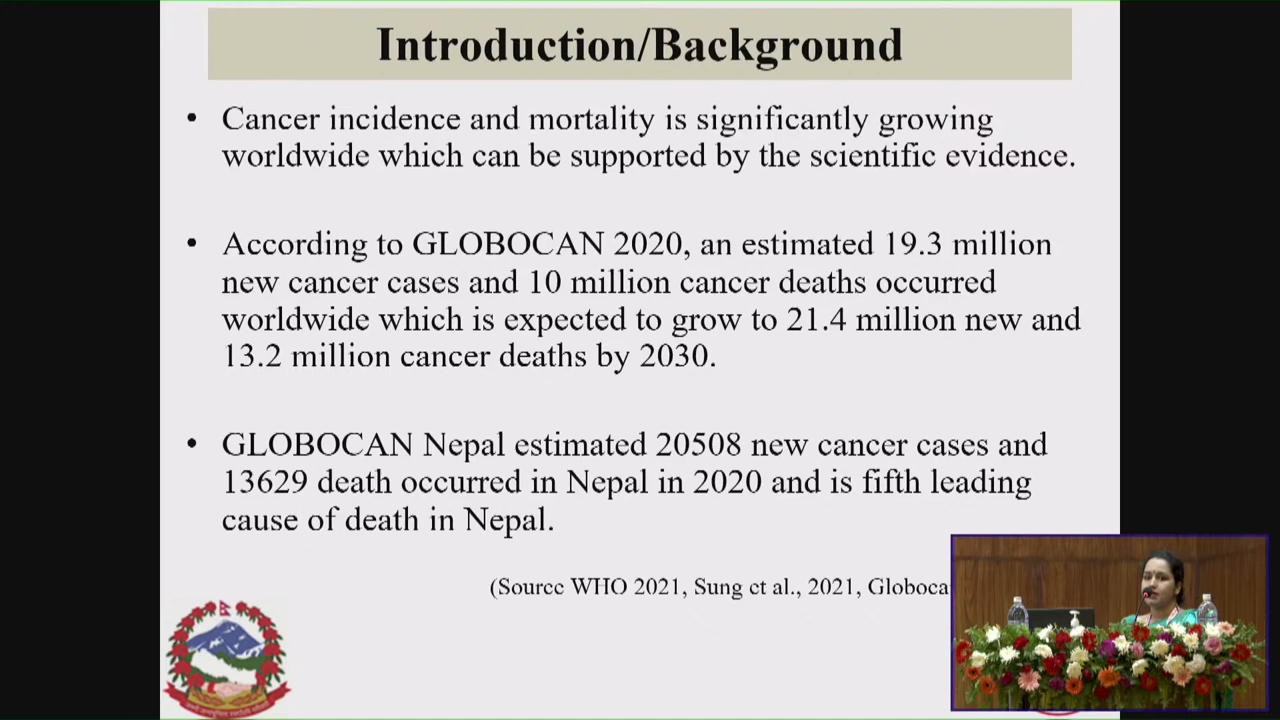 Introduction/Background
• Cancer incidence and mortality is significantly growing
worldwide which can be supported by the scientific evidence.
• According to GLOBOCAN 2020, an estimated 19.3 million
new cancer cases and 10 million cancer deaths occurred
worldwide which is expected to grow to 21.4 million new and
13.2 million cancer deaths by 2030.
• GLOBOCAN Nepal estimated 20508 new cancer cases and
13629 death occurred in Nepal in 2020 and is fifth leading
cause of death in Nepal.
(Source WHO 2021, Sung et al., 2021, Globoca